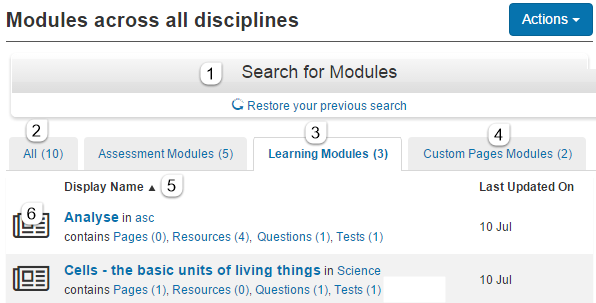 Modules across all disciplines
Actions
1 Search for Modules
Restore your previous search
2 3 4
All (10) Assessment Modules (5) Learning Modules (3) Custom Pages Modules (2)
Display Name ▲ 5 Last Updated On
6 Analyse in asc
contains Pages (0), Resources (4), Questions (1), Tests (1) 10 Jul
Cells - the basic units of living things in Science
contains Pages (1), Resources (0), Questions (1), Tests (1) 10 Jul